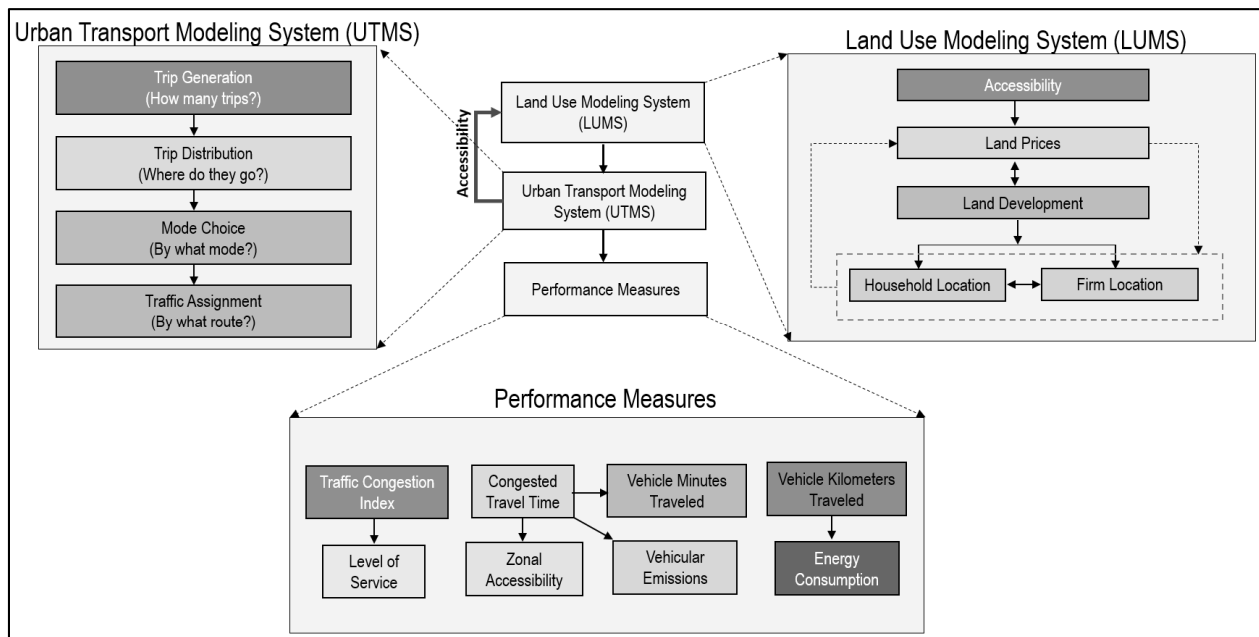 Urban Transport Modeling System (UTMS)
Trip Generation
(How many trips?)
Trip Distribution
(Where do they go?)
Mode Choice
(By what mode?)
Traffic Assignment
(By what route?)
Accessibility
Land Use Modeling System
(LUMS)
Urban Transport Modeling
System (UTMS)
Performance Measures
Land Use Modeling System (LUMS)
Accessibility
Land Prices
Land Development
Household Location
Firm Location
Performance Measures
Traffic Congestion
Index
Level of
Service
Congested
Travel Time
Zonal
Accessibility
Vehicle Minutes
Traveled
Vehicular
Emissions
Vehicle Kilometers
Traveled
Energy
Consumption